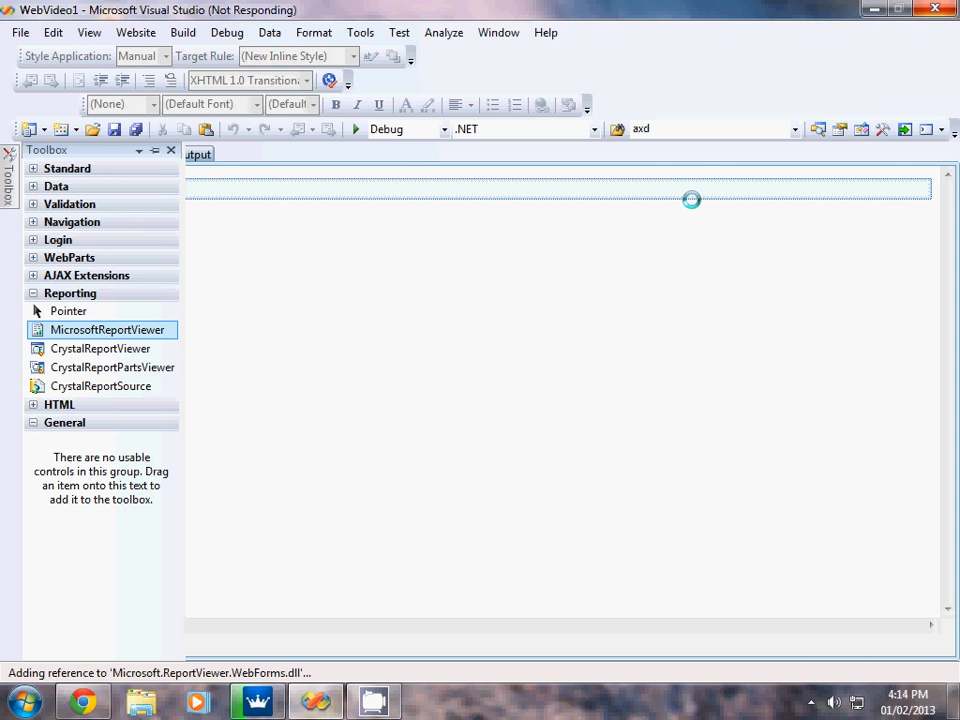 WebVideo1 - Microsoft Visual Studio (Not Responding)
File Edit View Website Build Debug Data Format Tools Test Analyze Window Help
Style Application: Manual Target Rule: (New Inline Style)
XHTML 1.0 Transition
(None) (Default Font) (Default B I U A
Debug .NET axd
Toolbox
utput
Toolbox
Standard
Data
Validation
Navigation
Login
WebParts
AJAX Extensions
Reporting
Pointer
MicrosoftReportViewer
CrystalReportViewer
CrystalReportPartsViewer
CrystalReportSource
HTML
General
There are no usable
controls in this group. Drag
an item onto this text to
add it to the toolbox.
Adding reference to 'Microsoft.ReportViewer.WebForms.dll'...
4:14 PM
01/02/2013